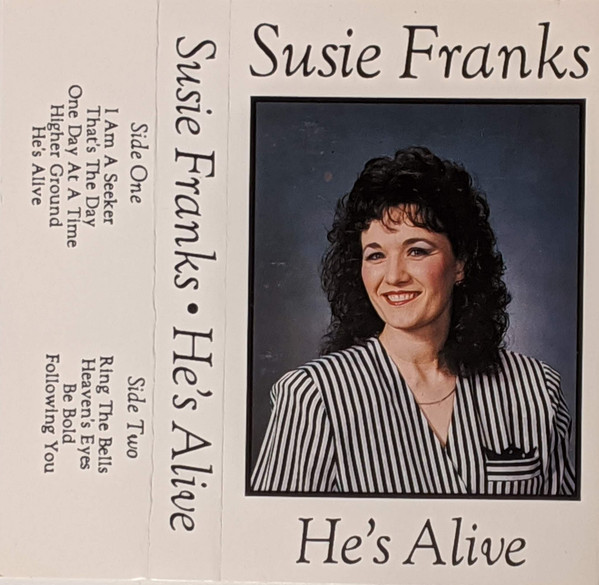 Susie Franks
He's Alive
Susie Franks • He's Alive
Side One
I Am A Seeker
That's The Day
One Day At A Time
Higher Ground
He's Alive
Side Two
Ring The Bells
Heaven's Eyes
Be Bold
Following You